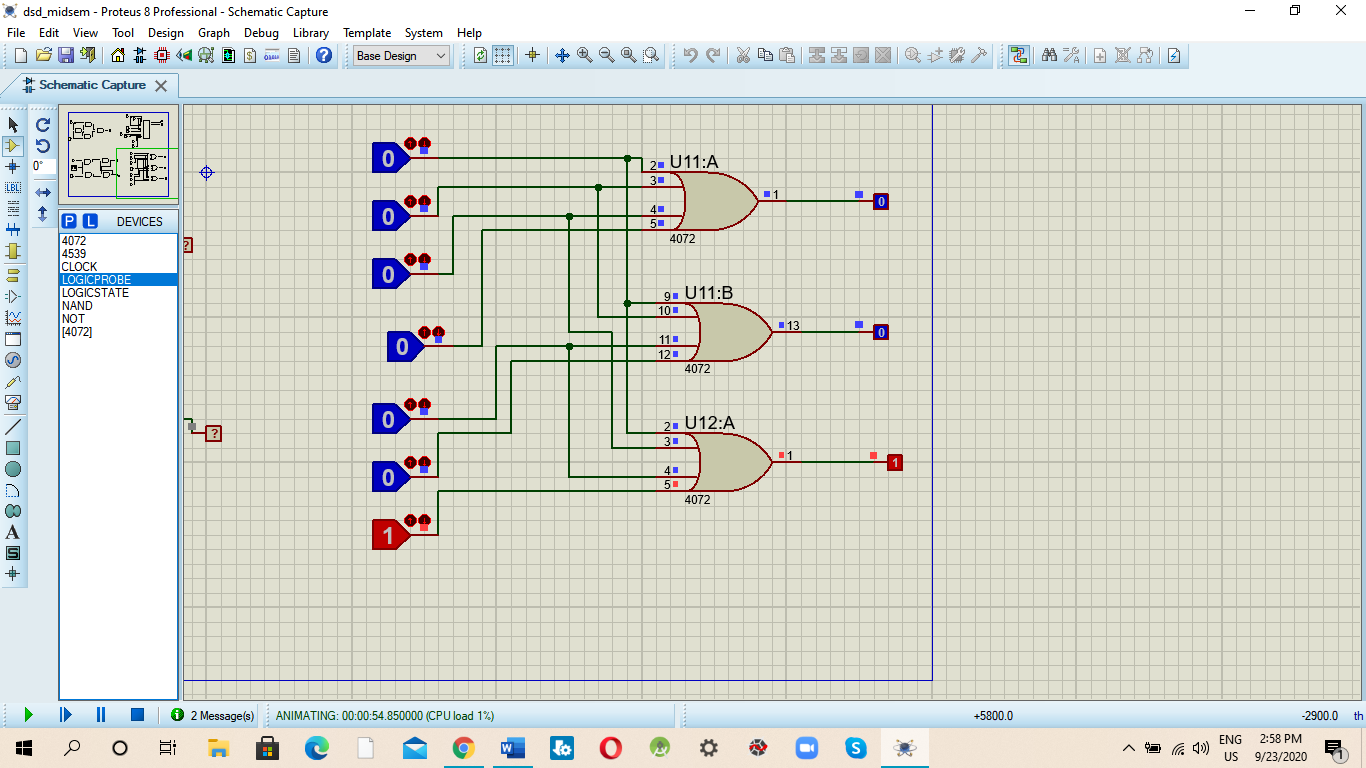 dsd_midsem - Proteus 8 Professional - Schematic Capture
File Edit View Tool Design Graph Debug Library Template System Help
Base Design
Schematic Capture
0°
LBL
P L DEVICES
4072
4539
CLOCK
LOGICPROBE
LOGICSTATE
NAND
NOT
[4072]
A
S
?
?
0
0
0
0
0
0
1
2 U11:A
3
4
5
4072
1
0
9 U11:B
10
11
12
4072
13
0
2 U12:A
3
4
5
4072
1
1
2 Message(s)
ANIMATING: 00:00:54.850000 (CPU load 1%)
+5800.0
-2900.0
th
ENG
US
2:58 PM
9/23/2020
1